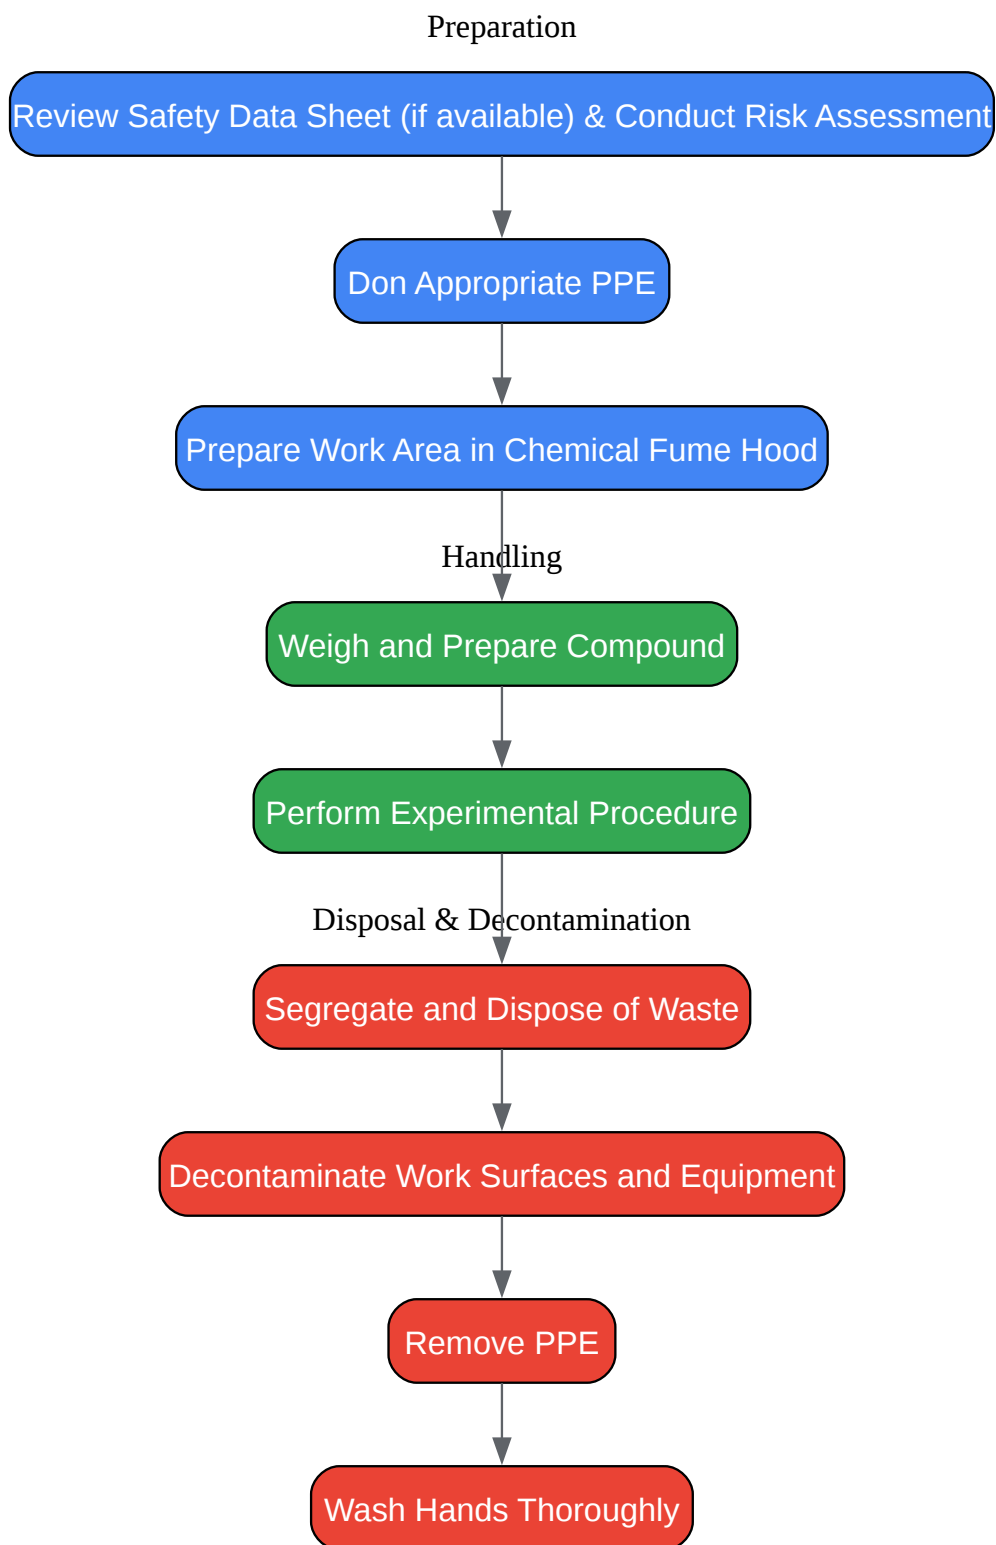 Preparation
Review Safety Data Sheet (if available) & Conduct Risk Assessment
Don Appropriate PPE
Prepare Work Area in Chemical Fume Hood
Handling
Weigh and Prepare Compound
Perform Experimental Procedure
Disposal & Decontamination
Segregate and Dispose of Waste
Decontaminate Work Surfaces and Equipment
Remove PPE
Wash Hands Thoroughly